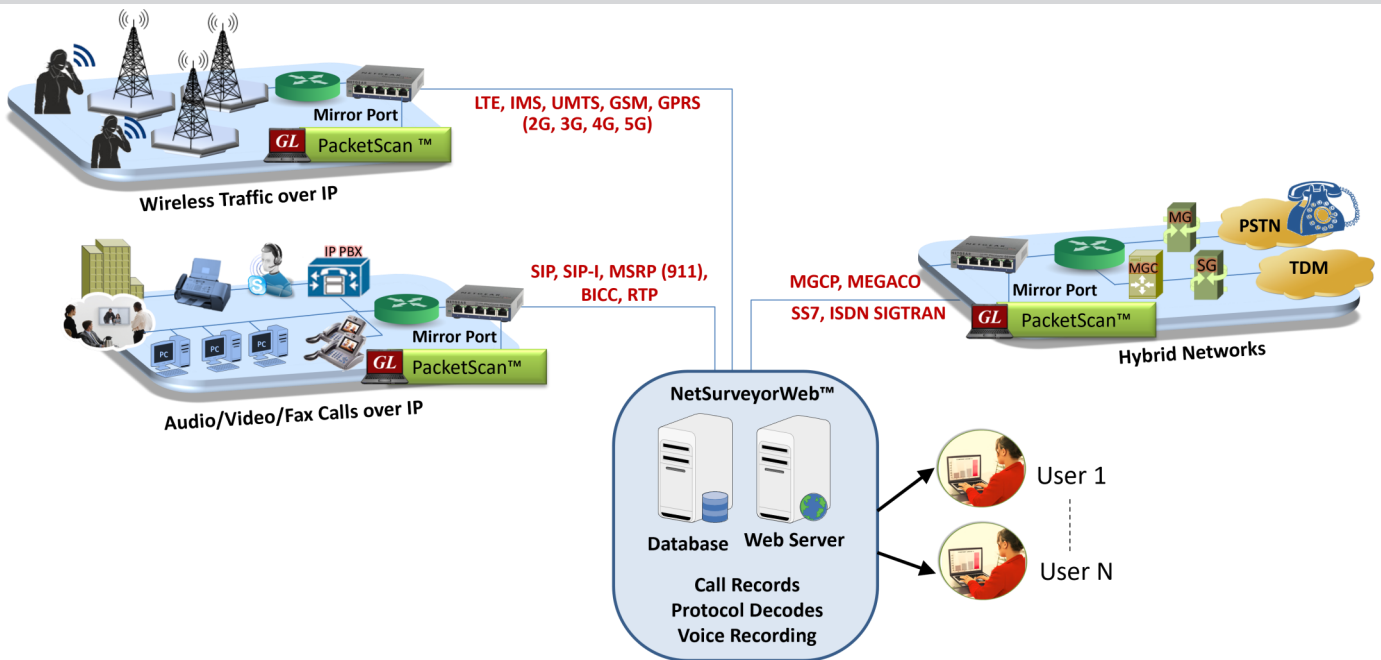 LTE, IMS, UMTS, GSM, GPRS
(2G, 3G, 4G, 5G)
NETGEAR
Mirror Port
GL PacketScan ™
Wireless Traffic over IP
IP PBX
S
SIP, SIP-I, MSRP (911),
BICC, RTP
Mirror Port
PC PC PC
GL PacketScan™
Audio/Video/Fax Calls over IP
MG
PSTN
MGC
SG
TDM
MGCP, MEGACO
SS7, ISDN SIGTRAN
Mirror Port
GL PacketScan™
Hybrid Networks
NetSurveyorWeb™
Database
Web Server
Call Records
Protocol Decodes
Voice Recording
User 1
User N